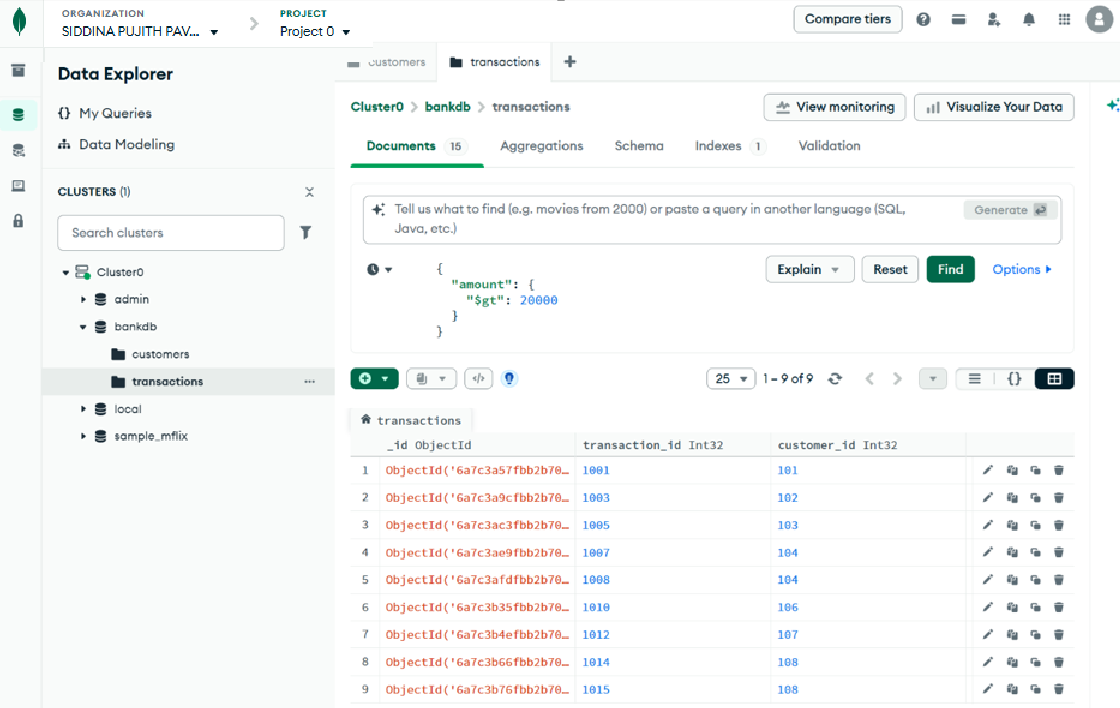 ORGANIZATION
SIDDINA PUJITH PAV...
PROJECT
Project 0
Compare tiers
Data Explorer
My Queries
Data Modeling
CLUSTERS (1)
Search clusters
Cluster0
admin
bankdb
customers
transactions
local
sample_mflix
customers
transactions
Cluster0 > bankdb > transactions
View monitoring
Visualize Your Data
Documents 15
Aggregations
Schema
Indexes 1
Validation
Tell us what to find (e.g. movies from 2000) or paste a query in another language (SQL,
Java, etc.)
Generate
{
"amount": {
"$gt": 20000
}
}
Explain
Reset
Find
Options
25
1 – 9 of 9
transactions
_id ObjectId transaction_id Int32 customer_id Int32
1 ObjectId('6a7c3a57fbb2b70… 1001 101
2 ObjectId('6a7c3a9cfbb2b70… 1003 102
3 ObjectId('6a7c3ac3fbb2b70… 1005 103
4 ObjectId('6a7c3ae9fbb2b70… 1007 104
5 ObjectId('6a7c3afdfbb2b70… 1008 104
6 ObjectId('6a7c3b35fbb2b70… 1010 106
7 ObjectId('6a7c3b4efbb2b70… 1012 107
8 ObjectId('6a7c3b66fbb2b70… 1014 108
9 ObjectId('6a7c3b76fbb2b70… 1015 108